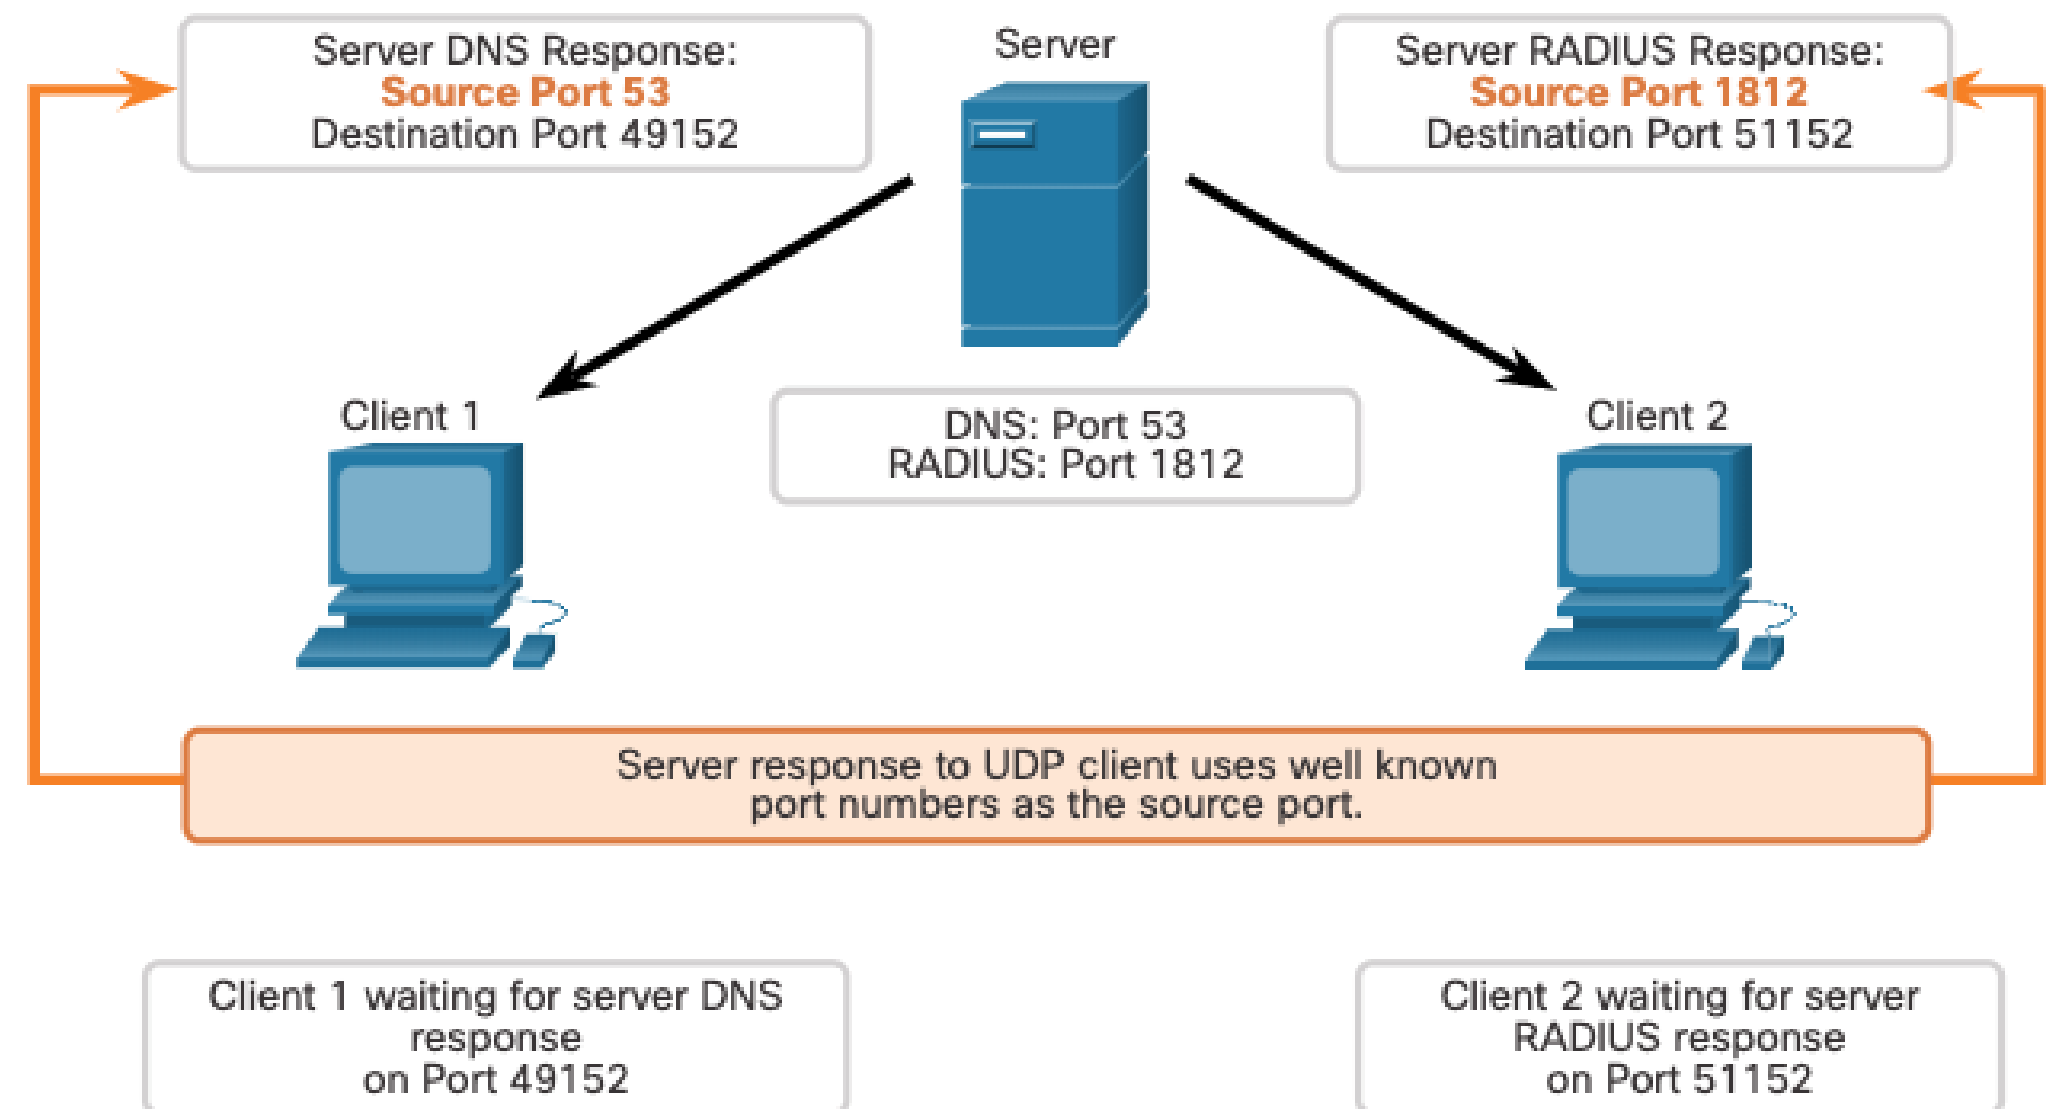 Server DNS Response:
Source Port 53
Destination Port 49152
Server
Server RADIUS Response:
Source Port 1812
Destination Port 51152
Client 1
DNS: Port 53
RADIUS: Port 1812
Client 2
Server response to UDP client uses well known
port numbers as the source port.
Client 1 waiting for server DNS
response
on Port 49152
Client 2 waiting for server
RADIUS response
on Port 51152